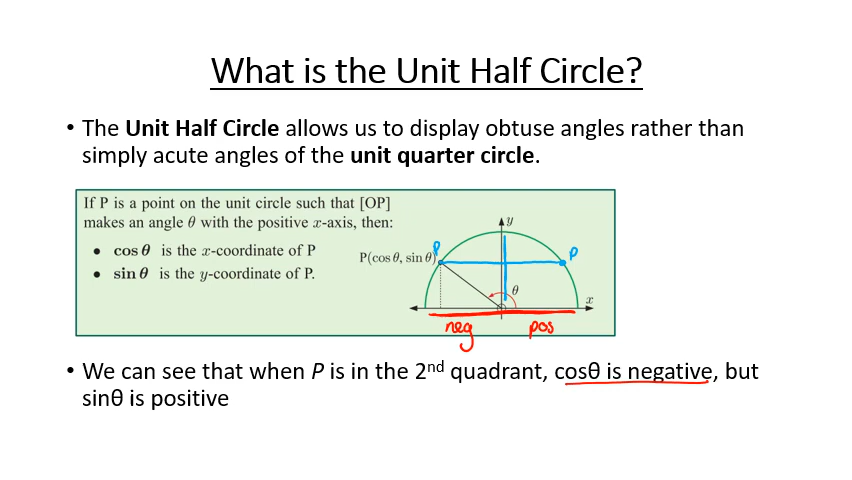 What is the Unit Half Circle?
• The Unit Half Circle allows us to display obtuse angles rather than
simply acute angles of the unit quarter circle.
If P is a point on the unit circle such that [OP]
makes an angle θ with the positive x-axis, then:
• cos θ is the x-coordinate of P
• sin θ is the y-coordinate of P.
y
P
P
P(cos θ, sin θ)
θ
x
neg
pos
• We can see that when P is in the 2nd quadrant, cosθ is negative, but
sinθ is positive